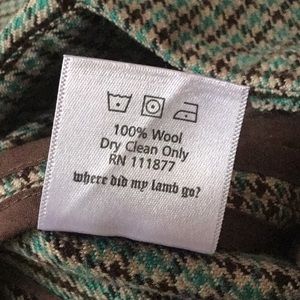 100% Wool
Dry Clean Only
RN 111877
where did my lamb go?